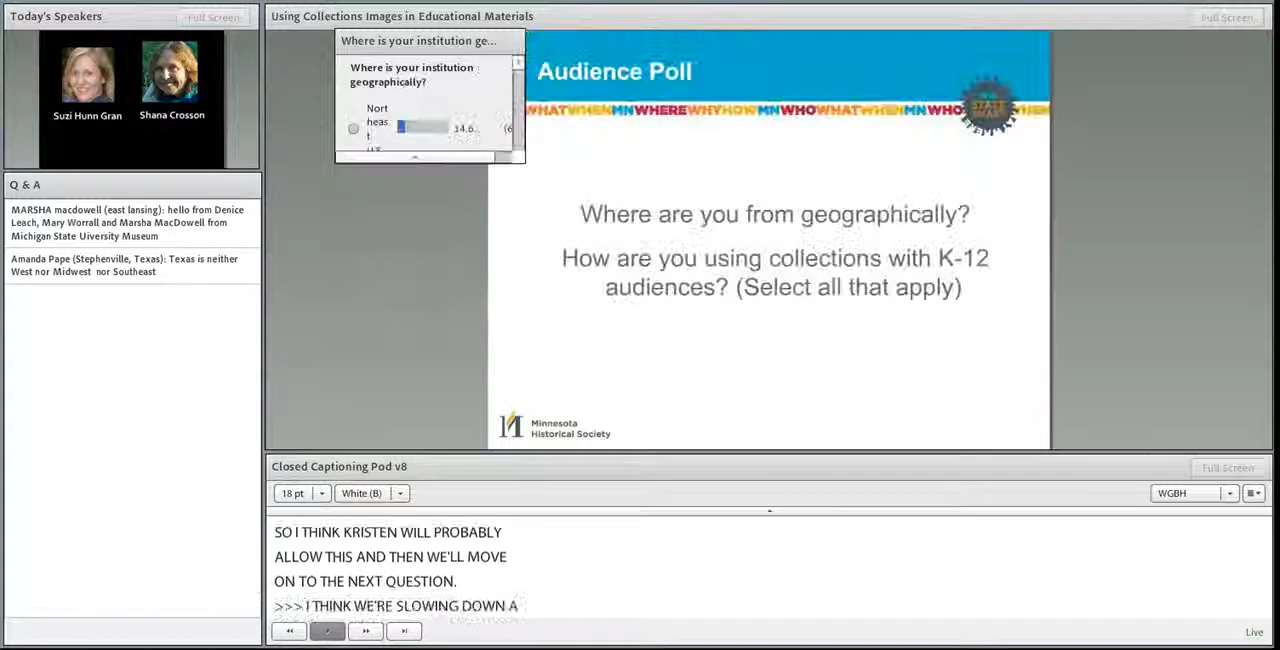 Today's Speakers
Full Screen
Suzi Hunn Gran
Shana Crosson
Q & A
MARSHA macdowell (east lansing): hello from Denice
Leach, Mary Worrall and Marsha MacDowell from
Michigan State Uiversity Museum
Amanda Pape (Stephenville, Texas): Texas is neither
West nor Midwest nor Southeast
Using Collections Images in Educational Materials
Full Screen
Where is your institution ge...
Where is your institution
geographically?
Nort
heas
t
14.6..
(6
Audience Poll
WHATWHENMNWHEREWHYHOWMNWHOWHATWHENMNWHO
Where are you from geographically?
How are you using collections with K-12
audiences? (Select all that apply)
Minnesota
Historical Society
Closed Captioning Pod v8
Full Screen
18 pt
White (B)
WGBH
SO I THINK KRISTEN WILL PROBABLY
ALLOW THIS AND THEN WE'LL MOVE
ON TO THE NEXT QUESTION.
>>> I THINK WE'RE SLOWING DOWN A
Live